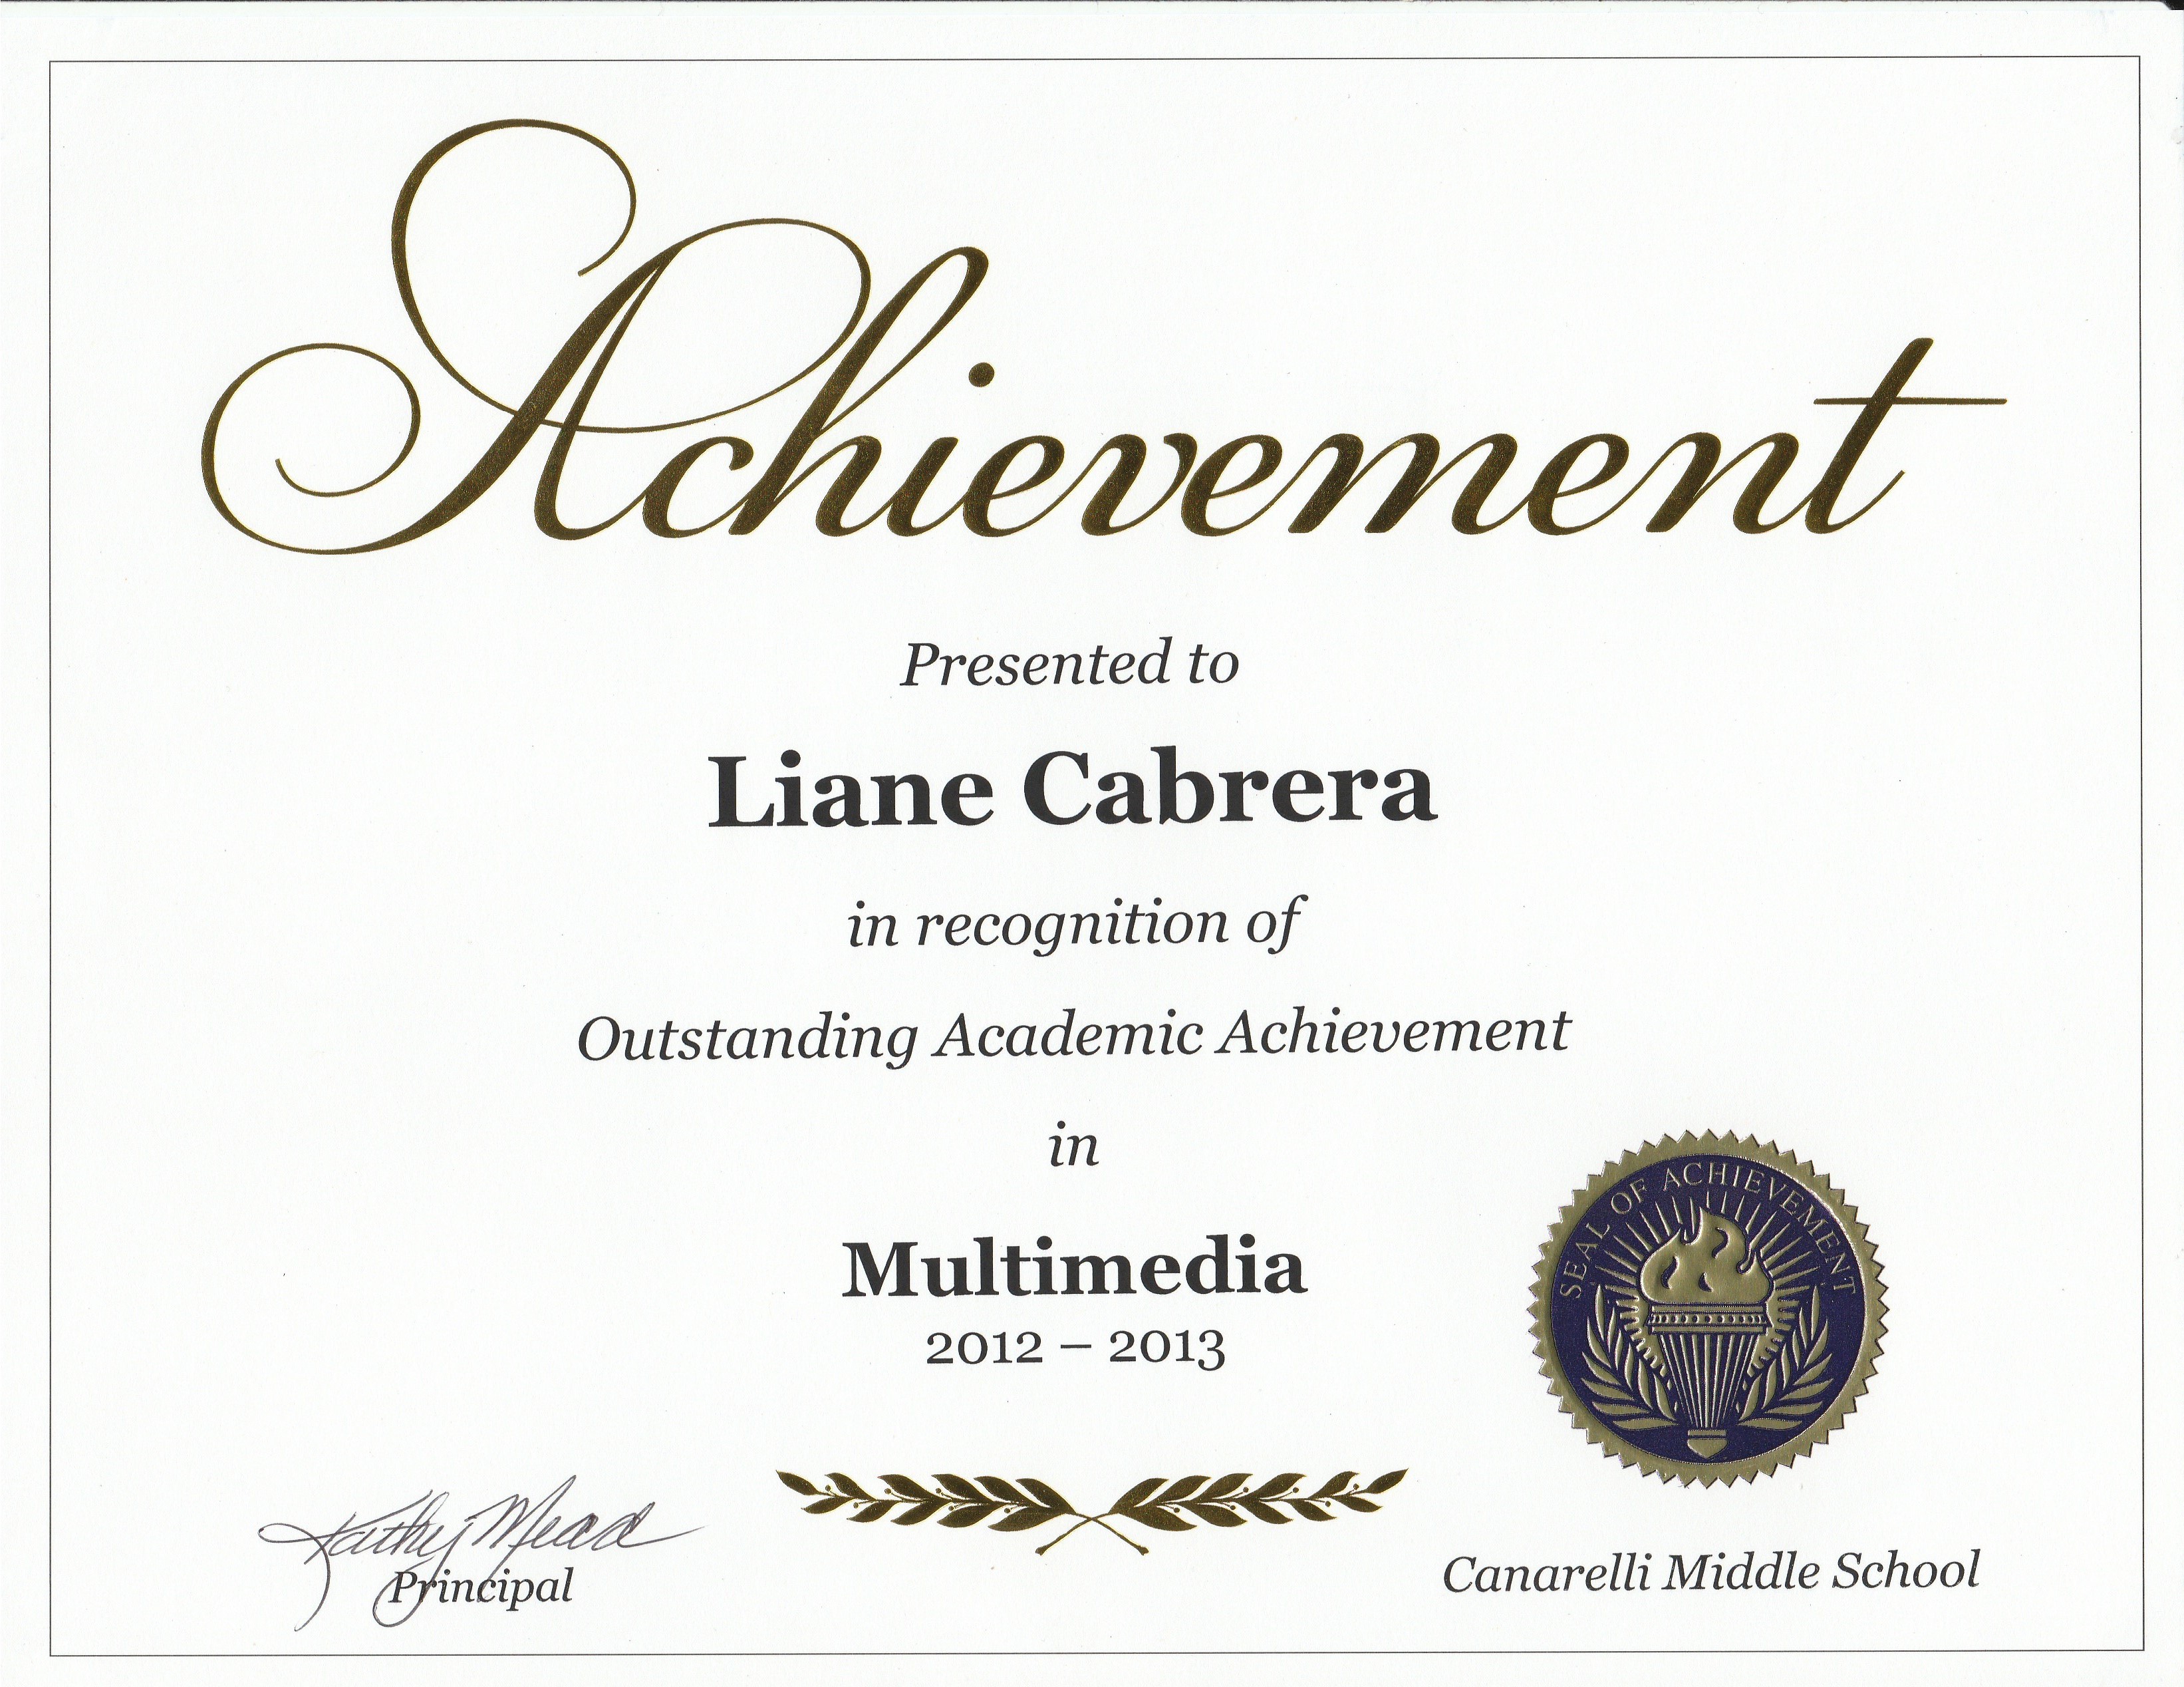 Achievement
Presented to
Liane Cabrera
in recognition of
Outstanding Academic Achievement
in
Multimedia
2012 – 2013
SEAL OF ACHIEVEMENT
Kathy Mead
Principal
Canarelli Middle School